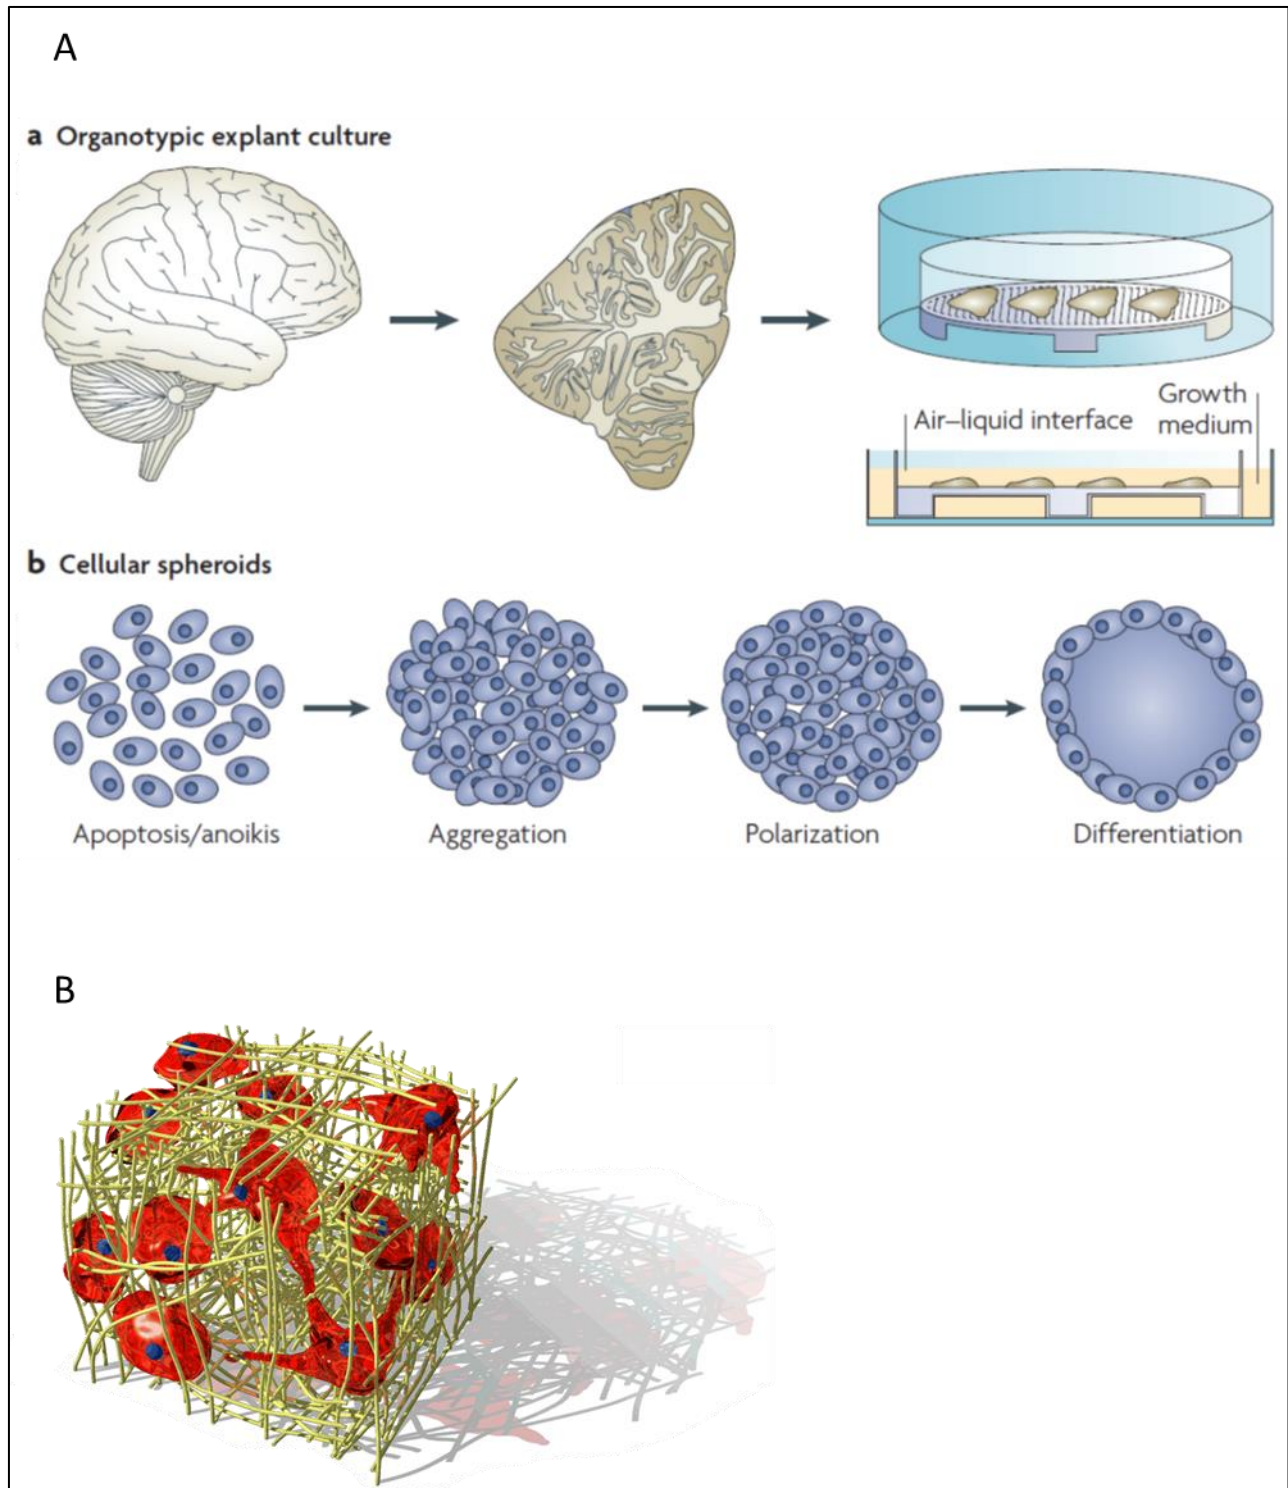 A
a Organotypic explant culture
Air–liquid interface
Growth
medium
b Cellular spheroids
Apoptosis/anoikis
Aggregation
Polarization
Differentiation
B